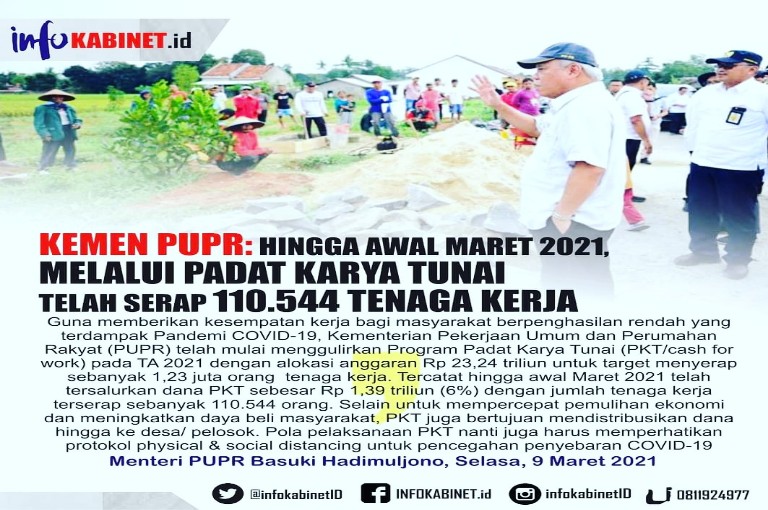 info KABINET.id
KEMEN PUPR: HINGGA AWAL MARET 2021,
MELALUI PADAT KARYA TUNAI
TELAH SERAP 110.544 TENAGA KERJA
Guna memberikan kesempatan kerja bagi masyarakat berpenghasilan rendah yang
terdampak Pandemi COVID-19, Kementerian Pekerjaan Umum dan Perumahan
Rakyat (PUPR) telah mulai menggulirkan Program Padat Karya Tunai (PKT/cash for
work) pada TA 2021 dengan alokasi anggaran Rp 23,24 triliun untuk target menyerap
sebanyak 1,23 juta orang tenaga kerja. Tercatat hingga awal Maret 2021 telah
tersalurkan dana PKT sebesar Rp 1,39 triliun (6%) dengan jumlah tenaga kerja
terserap sebanyak 110.544 orang. Selain untuk mempercepat pemulihan ekonomi
dan meningkatkan daya beli masyarakat, PKT juga bertujuan mendistribusikan dana
hingga ke desa/ pelosok. Pola pelaksanaan PKT nanti juga harus memperhatikan
protokol physical & social distancing untuk pencegahan penyebaran COVID-19
Menteri PUPR Basuki Hadimuljono, Selasa, 9 Maret 2021
@infokabinetID INFOKABINET.id infokabinetID 0811924977